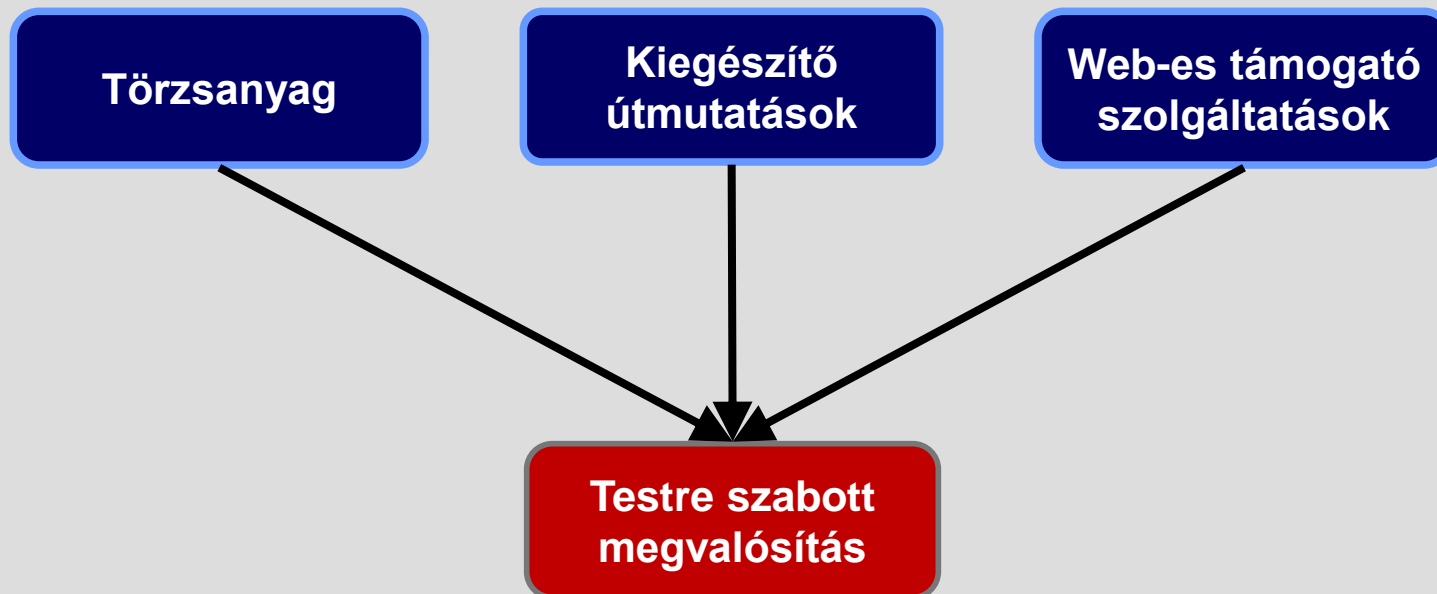 Törzsanyag
Kiegészítő
útmutatások
Web-es támogató
szolgáltatások
Testre szabott
megvalósítás